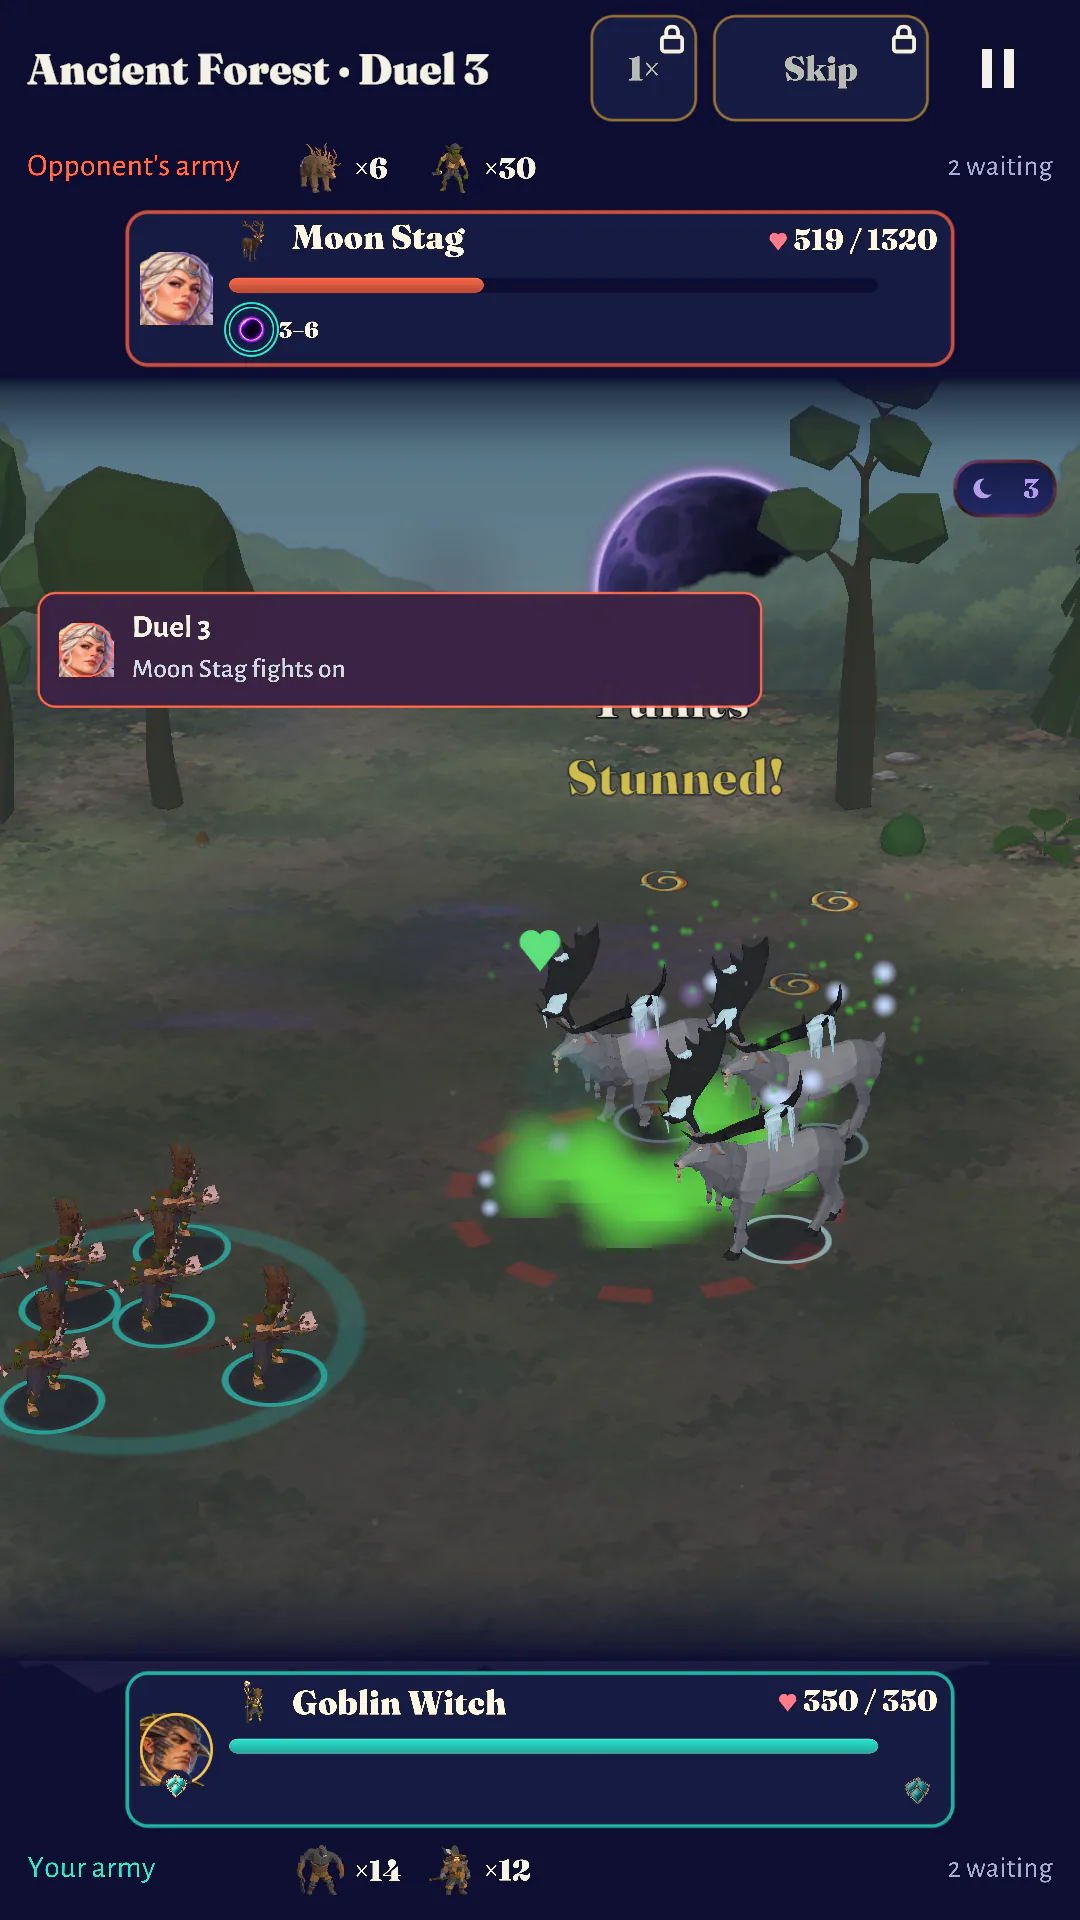 Ancient Forest • Duel 3
1×
Skip
Opponent's army
×6
×30
2 waiting
Moon Stag
519 / 1320
3–6
3
Duel 3
Moon Stag fights on
Stunned!
Goblin Witch
350 / 350
Your army
×14
×12
2 waiting